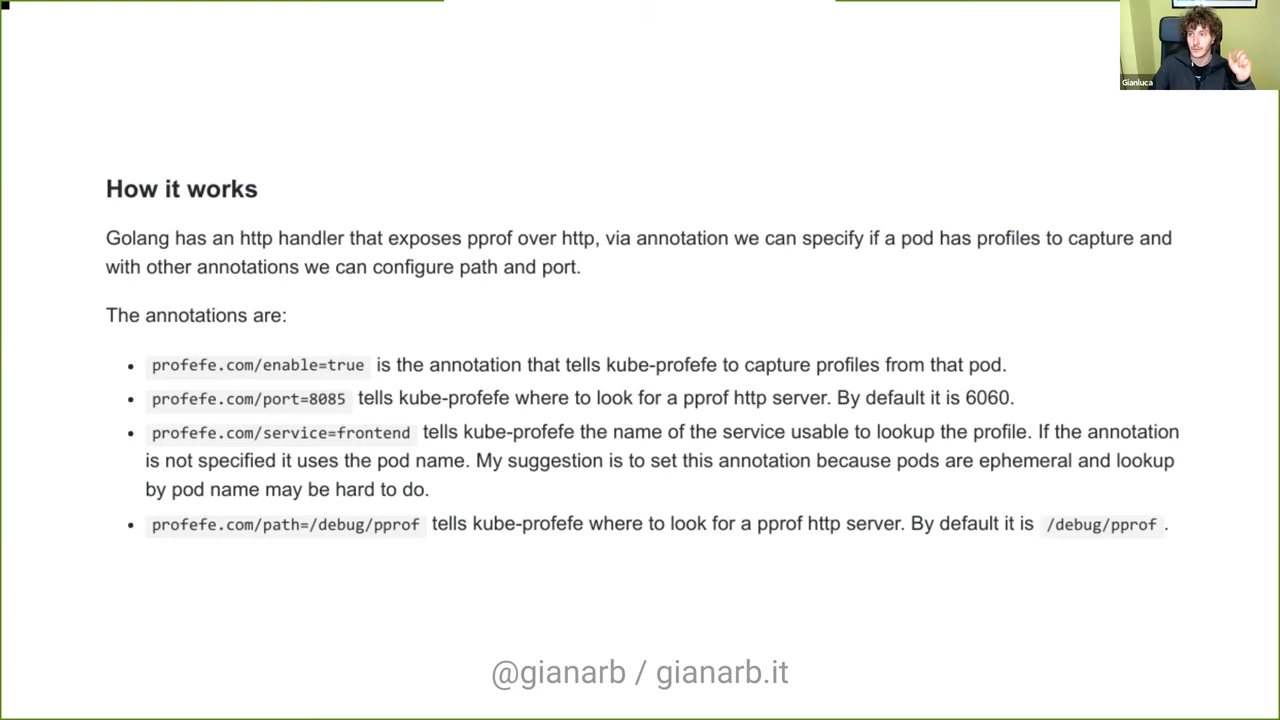 Gianluca
How it works
Golang has an http handler that exposes pprof over http, via annotation we can specify if a pod has profiles to capture and
with other annotations we can configure path and port.
The annotations are:
profefe.com/enable=true is the annotation that tells kube-profefe to capture profiles from that pod.
profefe.com/port=8085 tells kube-profefe where to look for a pprof http server. By default it is 6060.
profefe.com/service=frontend tells kube-profefe the name of the service usable to lookup the profile. If the annotation
is not specified it uses the pod name. My suggestion is to set this annotation because pods are ephemeral and lookup
by pod name may be hard to do.
profefe.com/path=/debug/pprof tells kube-profefe where to look for a pprof http server. By default it is /debug/pprof .
@gianarb / gianarb.it